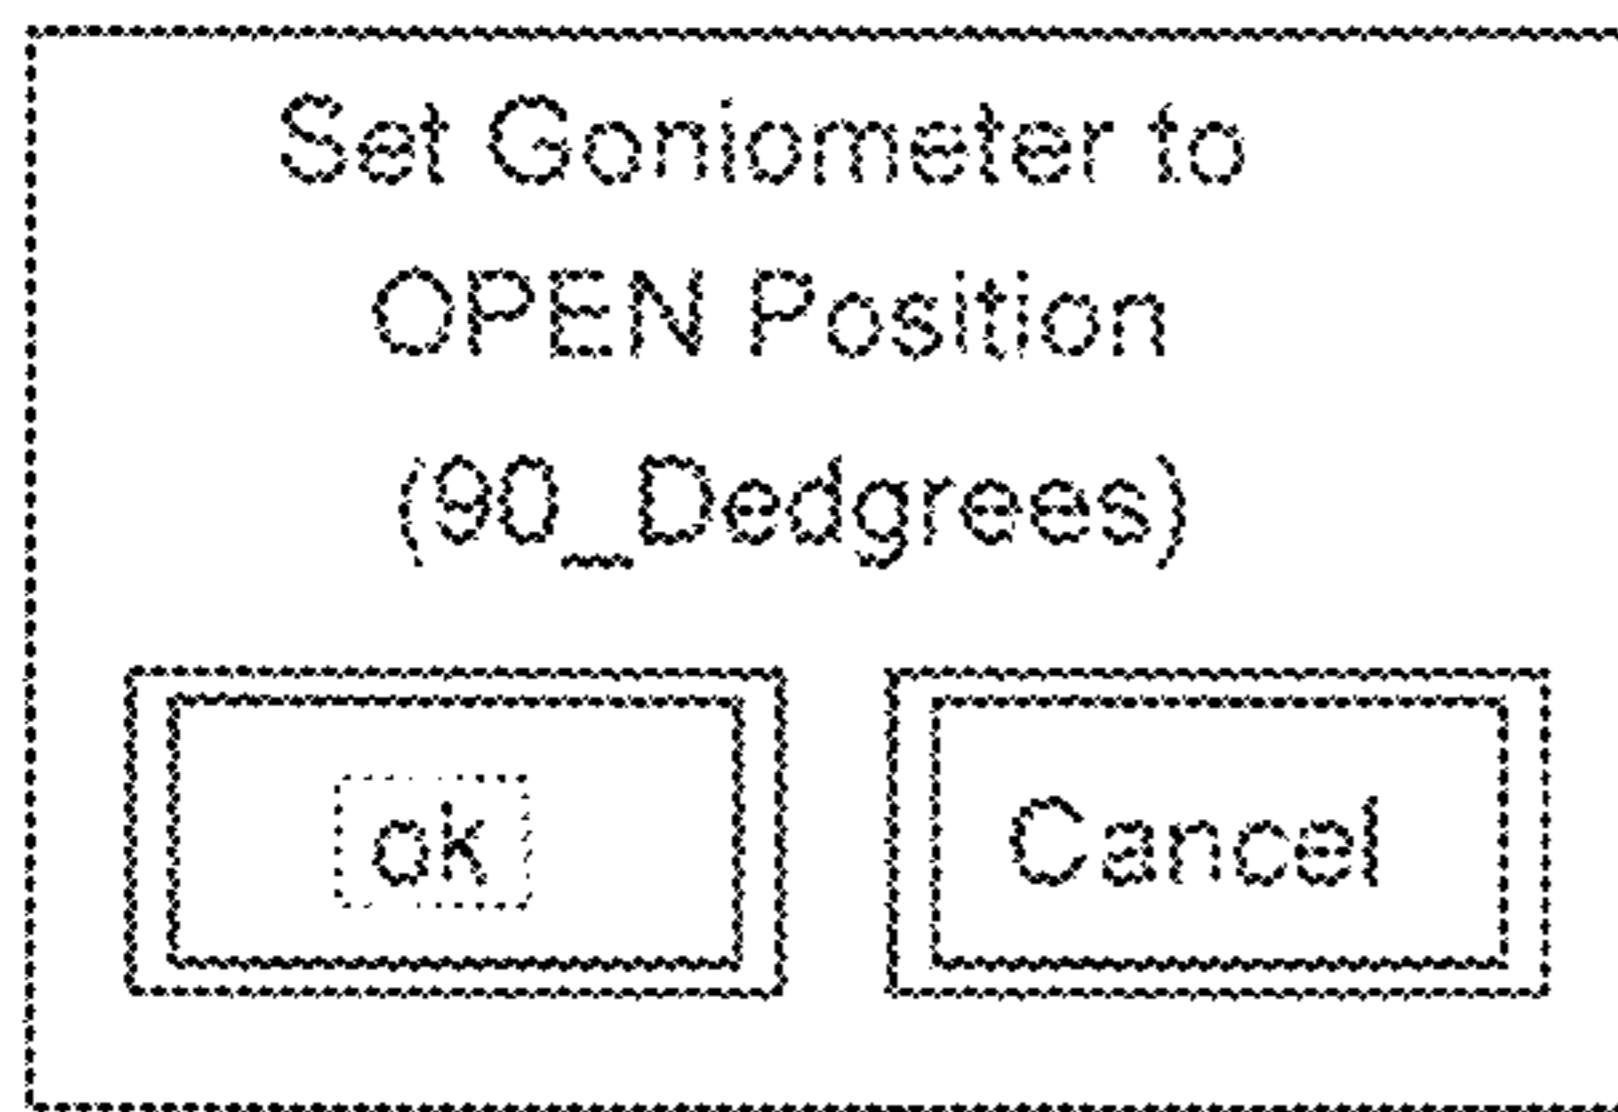 Set Goniometer to
OPEN Position
(90_Dedgrees)
ok
Cancel